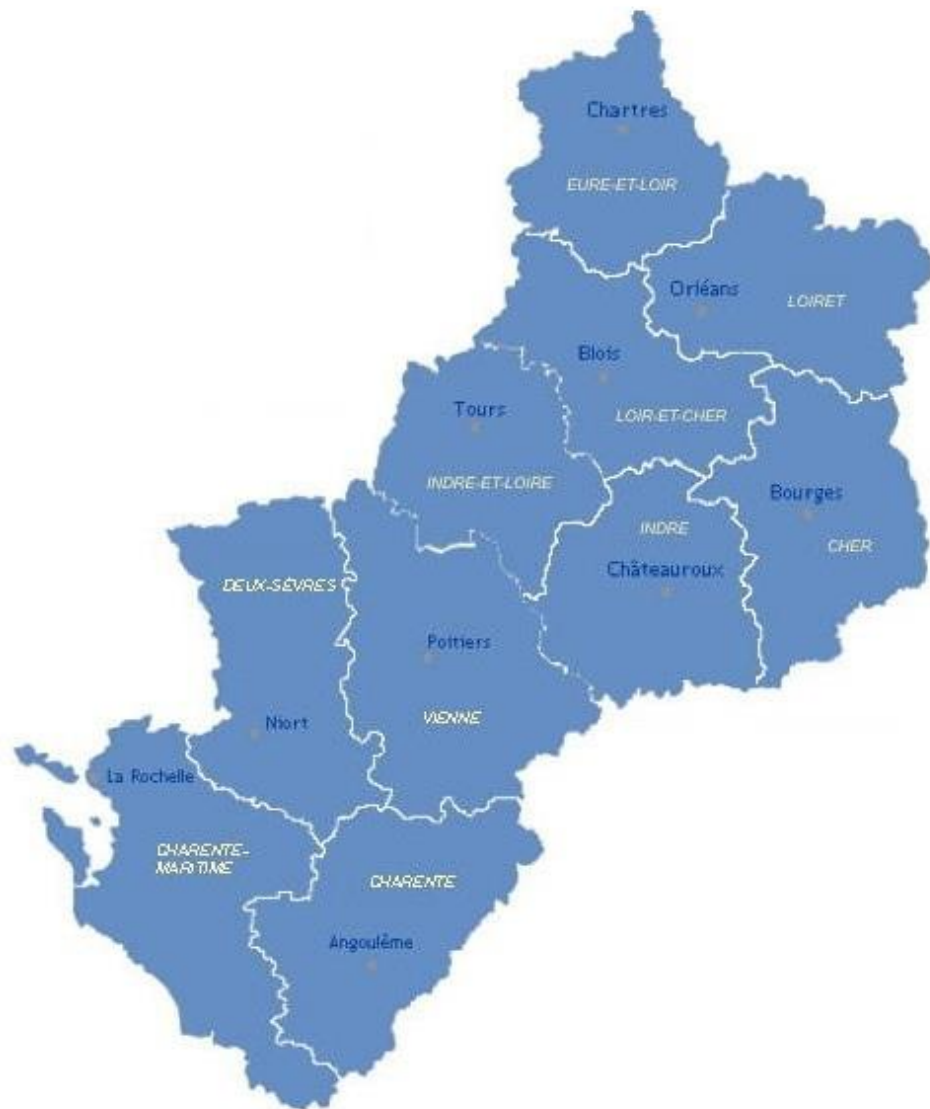 Chartres
EURE-ET-LOIR
Orléans
LOIRET
Blois
Tours
LOIR-ET-CHER
INDRE-ET-LOIRE
Bourges
INDRE
CHER
Châteauroux
DEUX-SÈVRES
Poitiers
VIENNE
Niort
La Rochelle
CHARENTE-
MARITIME
CHARENTE
Angoulême